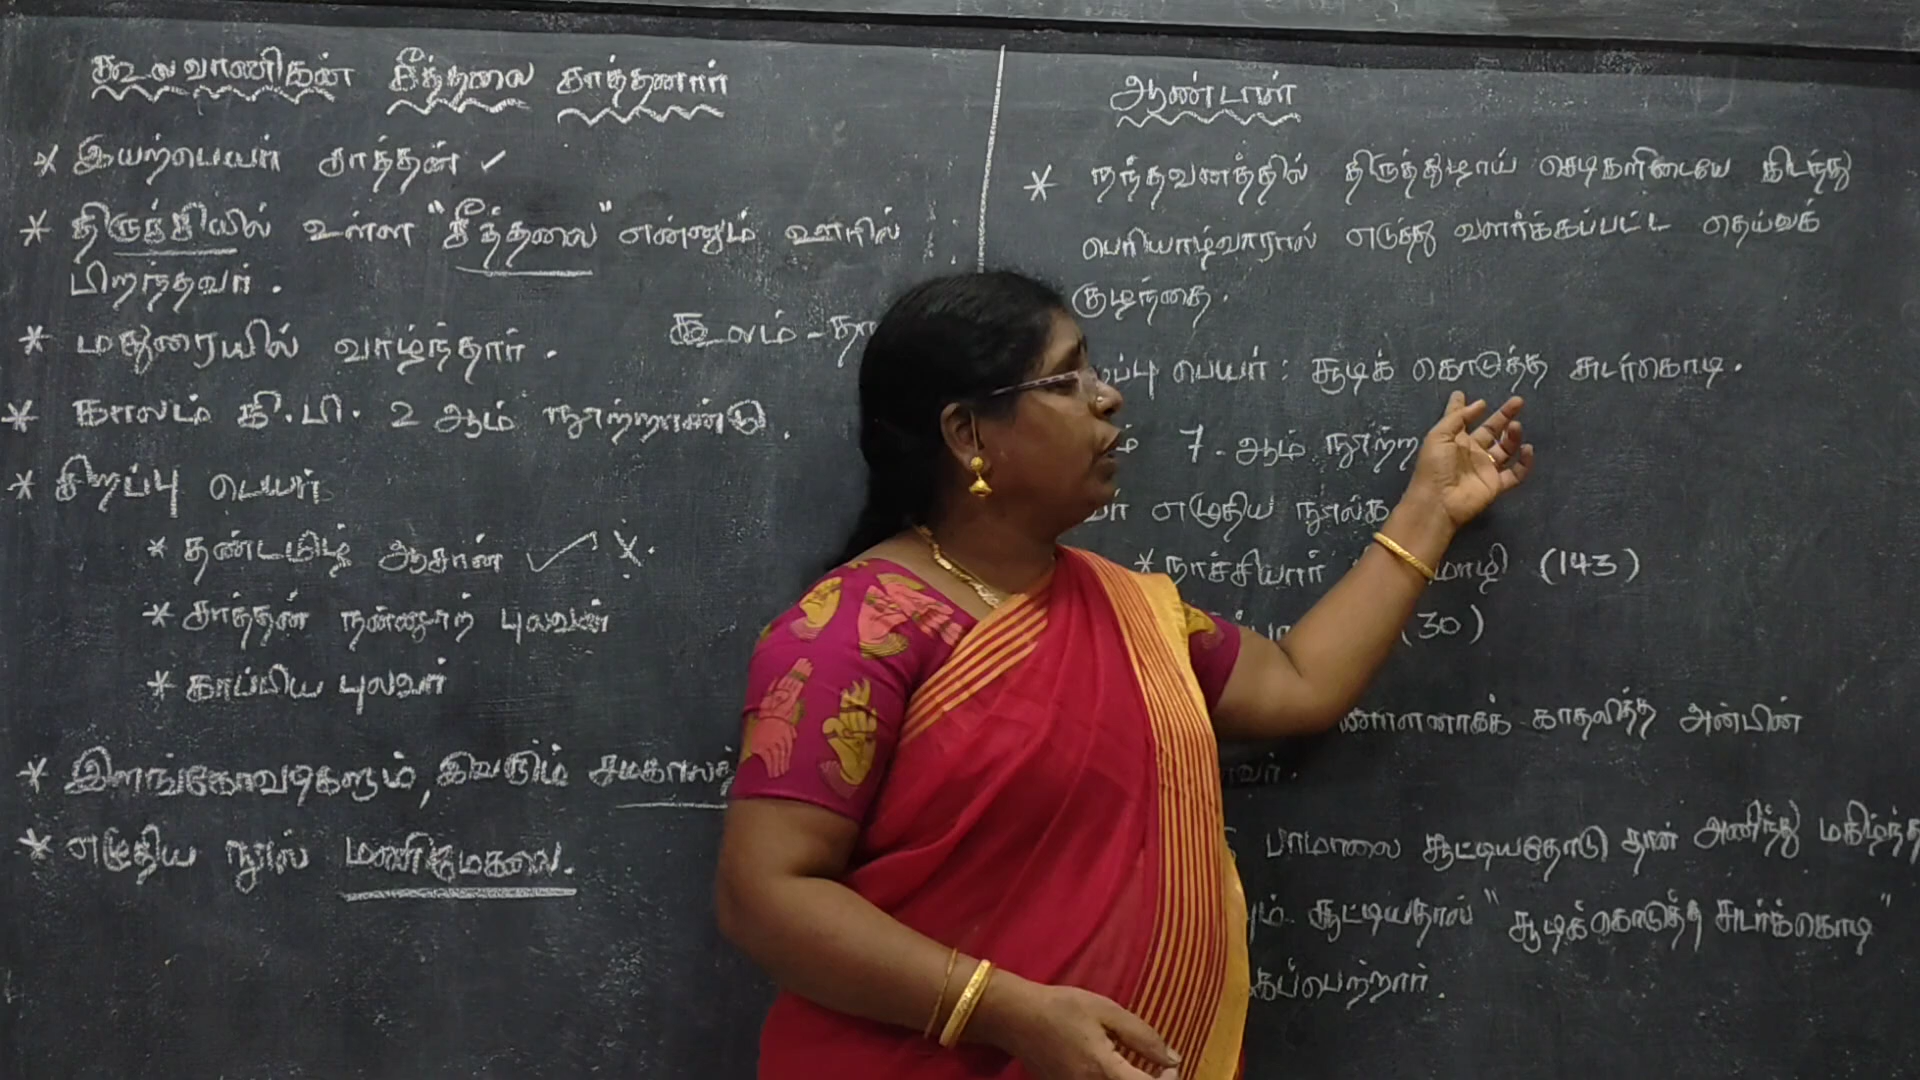 கூலவாணிகன் சீத்தலை சாத்தனார்
* இயற்பெயர் சாத்தன் ✓
* திருச்சியில் உள்ள "சீத்தலை" என்னும் ஊரில்
பிறந்தவர்.
* மதுரையில் வாழ்ந்தார்.
கூலம் - தா
* காலம் கி.பி. 2 ஆம் நூற்றாண்டு.
* சிறப்பு பெயர்
* தண்டமிழ் ஆசான் ✓
* சாத்தன் நன்னூற் புலவன்
* காப்பிய புலவர்
* இளங்கோவடிகளும், இவரும் சமகாலத்
* எழுதிய நூல் மணிமேகலை.
ஆண்டாள்
* நந்தவனத்தில் திருத்துழாய் செடிகளிடையே கிடந்து
பெரியாழ்வாரால் எடுத்து வளர்க்கப்பட்ட தெய்வக்
குழந்தை.
ப்பு பெயர் : சூடிக் கொடுத்த சுடர்கொடி.
ம் 7 - ஆம் நூற்ற
வர் எழுதிய நூல்க
* நாச்சியார் மொழி (143)
(30)
காதலித்த அன்பின்
பாமாலை சூட்டியதோடு தான் அணிந்து மகிழ்ந்த
ம் சூட்டியதால் "சூடிக்கொடுத்த சுடர்க்கொடி"
கப்பெற்றார்.